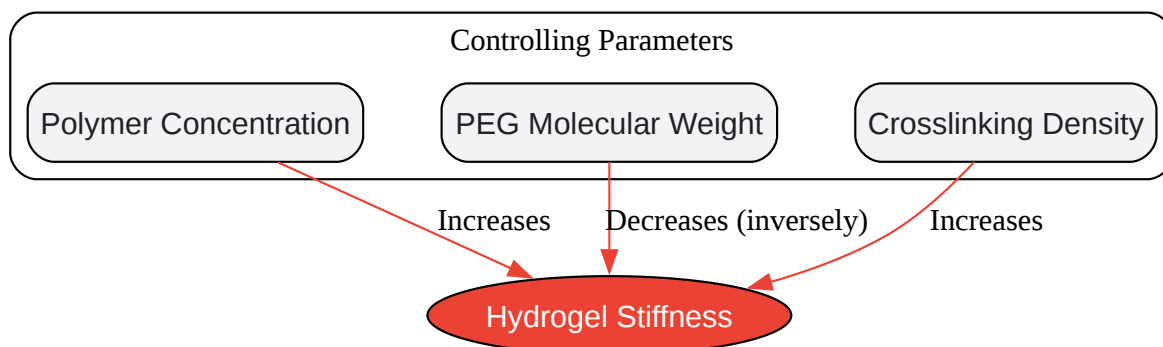 Controlling Parameters
Polymer Concentration
PEG Molecular Weight
Crosslinking Density
Increases
Decreases (inversely)
Increases
Hydrogel Stiffness